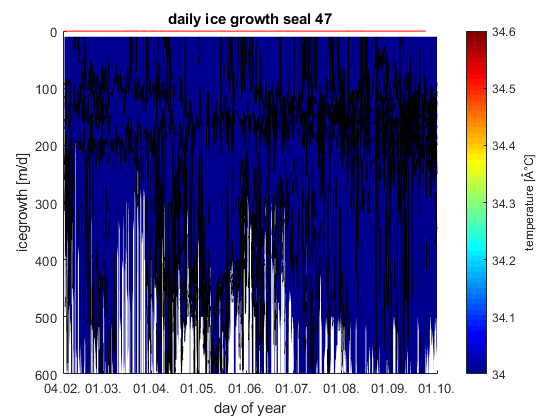 daily ice growth seal 47
0
100
200
300
400
500
600
icegrowth [m/d]
04.02. 01.03. 01.04. 01.05. 01.06. 01.07. 01.08. 01.09. 01.10.
day of year
34.6
34.5
34.4
34.3
34.2
34.1
34
temperature [Â°C]